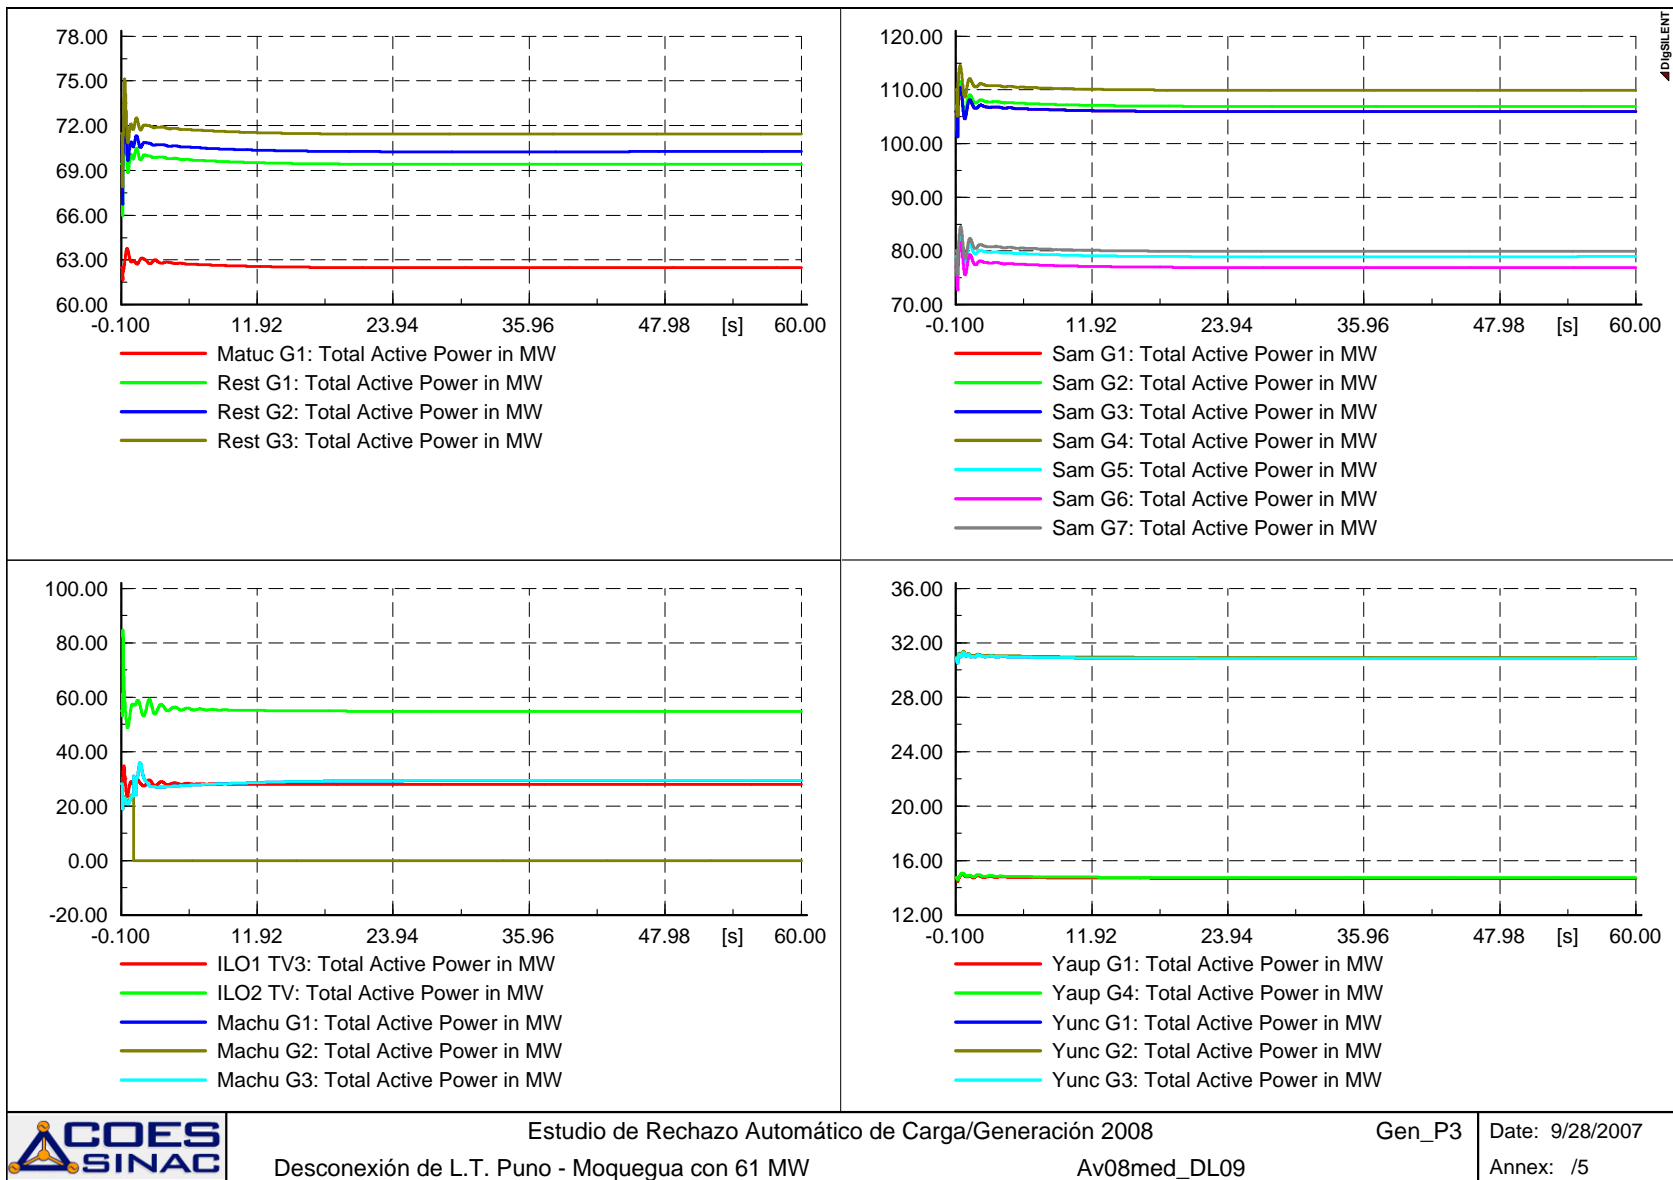 DIgSILENT
78.00
75.00
72.00
69.00
66.00
63.00
60.00
-0.100 11.92 23.94 35.96 47.98 [s] 60.00
Matuc G1: Total Active Power in MW
Rest G1: Total Active Power in MW
Rest G2: Total Active Power in MW
Rest G3: Total Active Power in MW
120.00
110.00
100.00
90.00
80.00
70.00
-0.100 11.92 23.94 35.96 47.98 [s] 60.00
Sam G1: Total Active Power in MW
Sam G2: Total Active Power in MW
Sam G3: Total Active Power in MW
Sam G4: Total Active Power in MW
Sam G5: Total Active Power in MW
Sam G6: Total Active Power in MW
Sam G7: Total Active Power in MW
100.00
80.00
60.00
40.00
20.00
0.00
-20.00
-0.100 11.92 23.94 35.96 47.98 [s] 60.00
ILO1 TV3: Total Active Power in MW
ILO2 TV: Total Active Power in MW
Machu G1: Total Active Power in MW
Machu G2: Total Active Power in MW
Machu G3: Total Active Power in MW
36.00
32.00
28.00
24.00
20.00
16.00
12.00
-0.100 11.92 23.94 35.96 47.98 [s] 60.00
Yaup G1: Total Active Power in MW
Yaup G4: Total Active Power in MW
Yunc G1: Total Active Power in MW
Yunc G2: Total Active Power in MW
Yunc G3: Total Active Power in MW
COES
SINAC
Estudio de Rechazo Automático de Carga/Generación 2008 Gen_P3
Desconexión de L.T. Puno - Moquegua con 61 MW Av08med_DL09
Date: 9/28/2007
Annex: /5